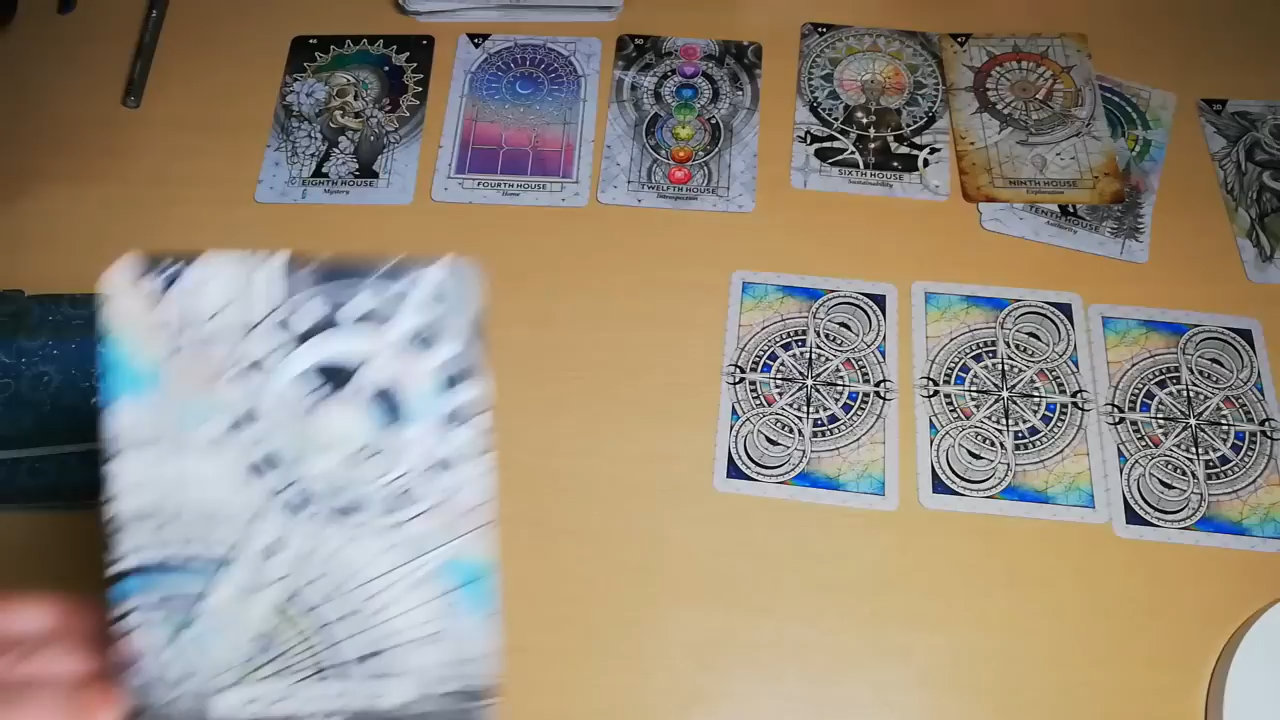 46
EIGHTH HOUSE
Mystery
42
FOURTH HOUSE
Home
50
TWELFTH HOUSE
Introspection
44
SIXTH HOUSE
Sustainability
47
NINTH HOUSE
Exploration
TENTH HOUSE
Authority
20